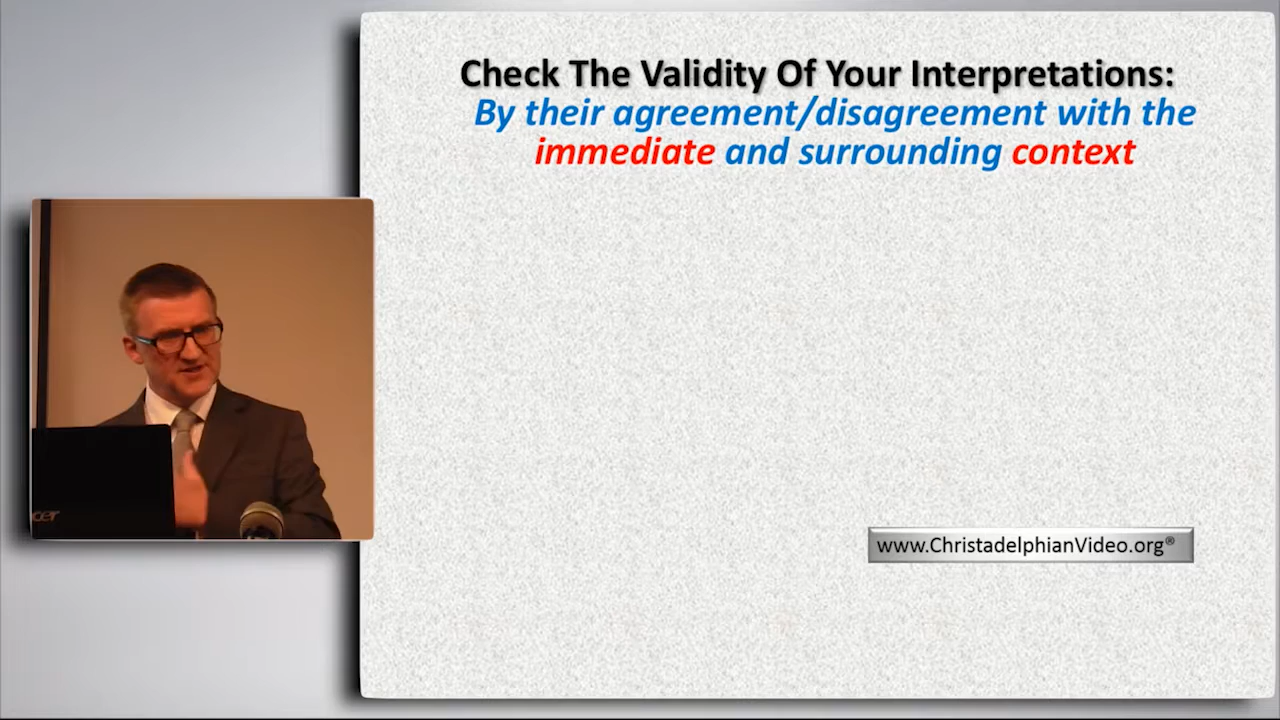 Check The Validity Of Your Interpretations:
By their agreement/disagreement with the
immediate and surrounding context
www.ChristadelphianVideo.org®
cer